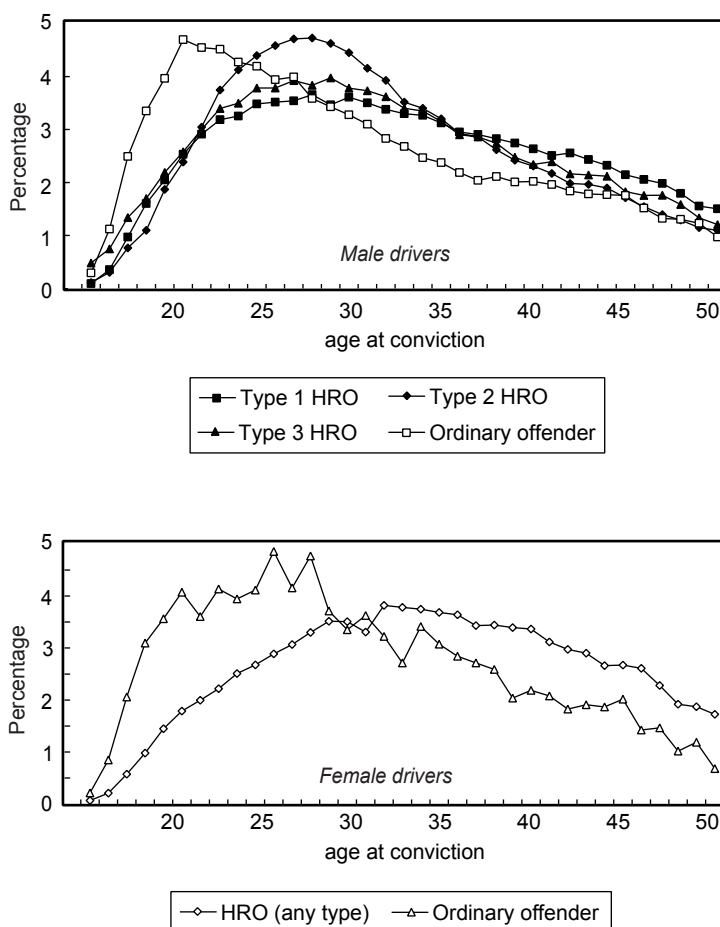 5
4
3
2
1
0
Percentage
Male drivers
20 25 30 35 40 45 50
age at conviction
Type 1 HRO Type 2 HRO
Type 3 HRO Ordinary offender
5
4
3
2
1
0
Percentage
Female drivers
20 25 30 35 40 45 50
age at conviction
HRO (any type) Ordinary offender